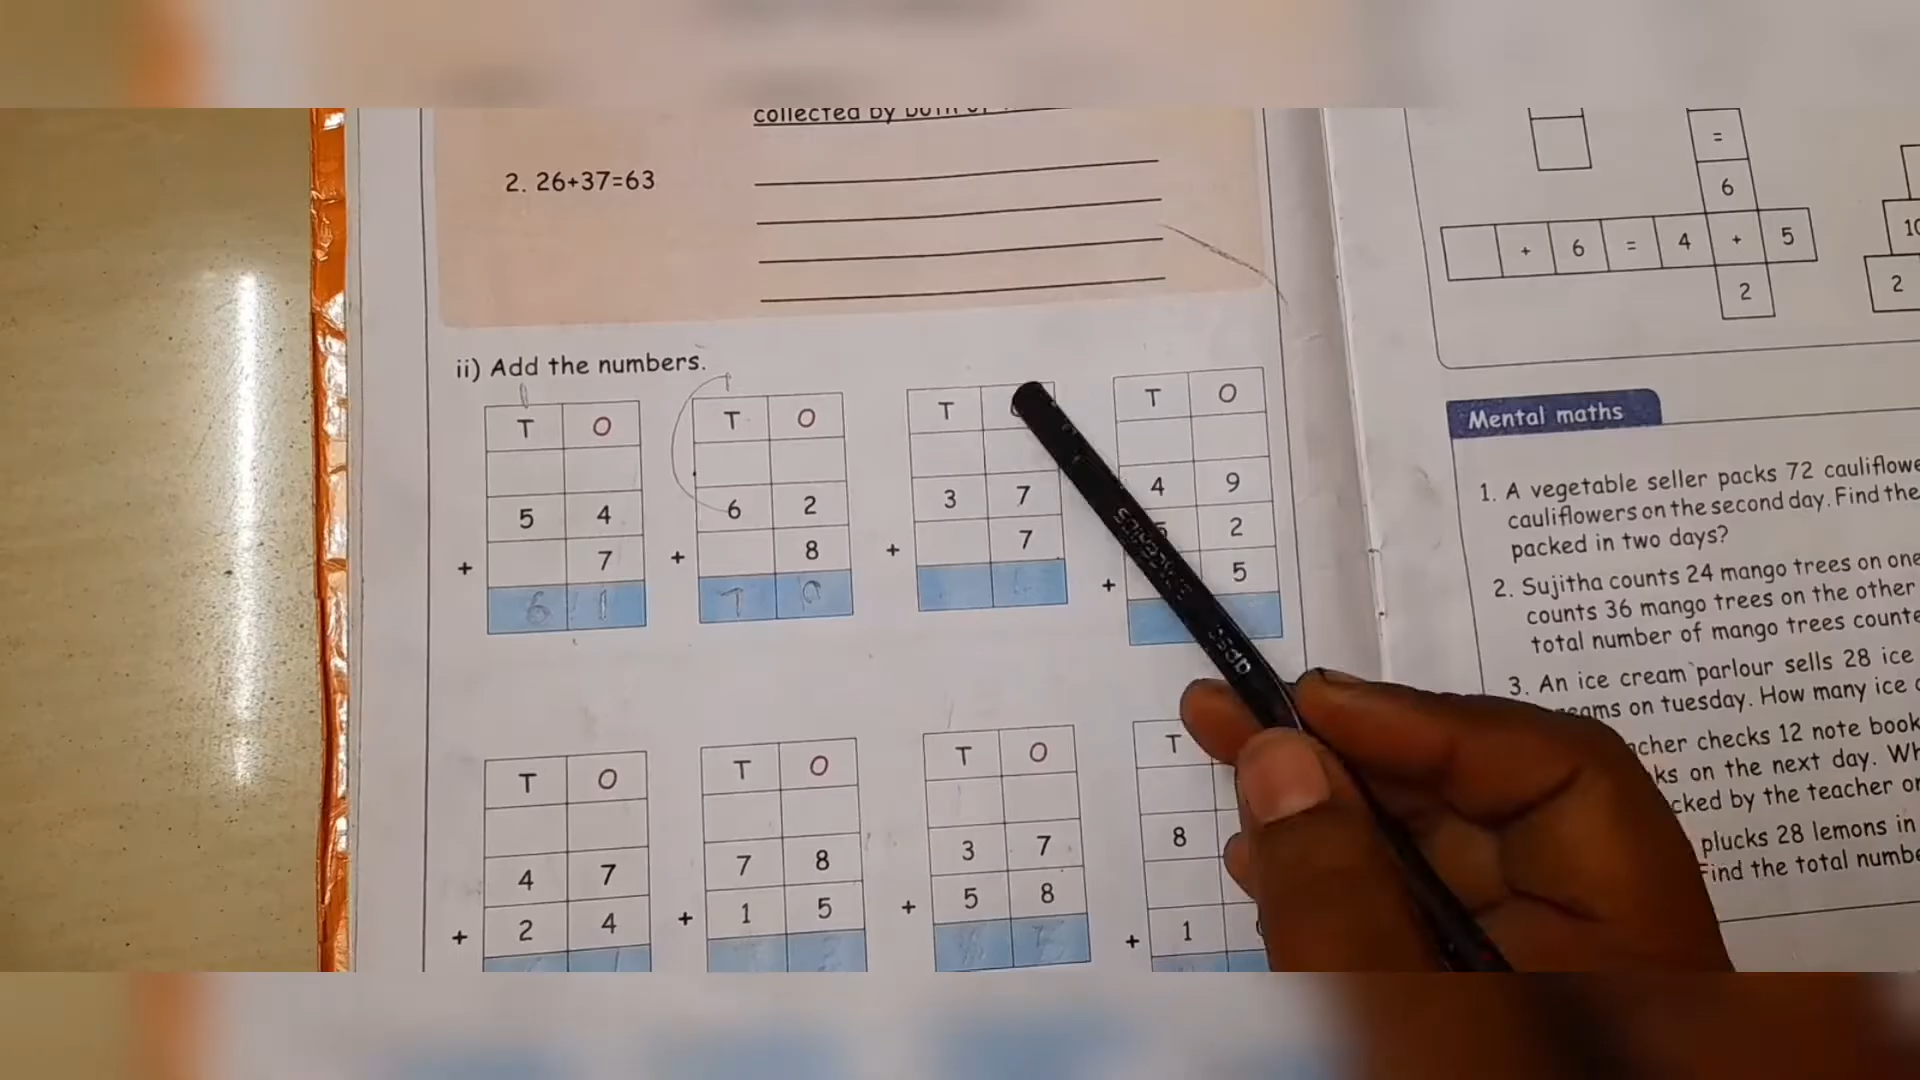 collected by both of
2. 26+37=63
ii) Add the numbers.
T O T O T T O
5 4 6 2 3 7 4 9
7 8 7 5 2
+ + + + 5
6 1 7 0
T O T O T O T
4 7 7 8 3 7 8
+ 2 4 + 1 5 + 5 8 + 1
=
6
+ 6 = 4 + 5
2
10
2
Mental maths
1. A vegetable seller packs 72
cauliflowers on the second day. Find the
packed in two days?
2. Sujitha counts 24 mango trees on one
counts 36 mango trees on the other
total number of mango trees
3. An ice cream parlour sells 28 ice
on tuesday. How many ice
checks 12 note
on the next day.
by the teacher
plucks 28 lemons in
Find the total
apsara